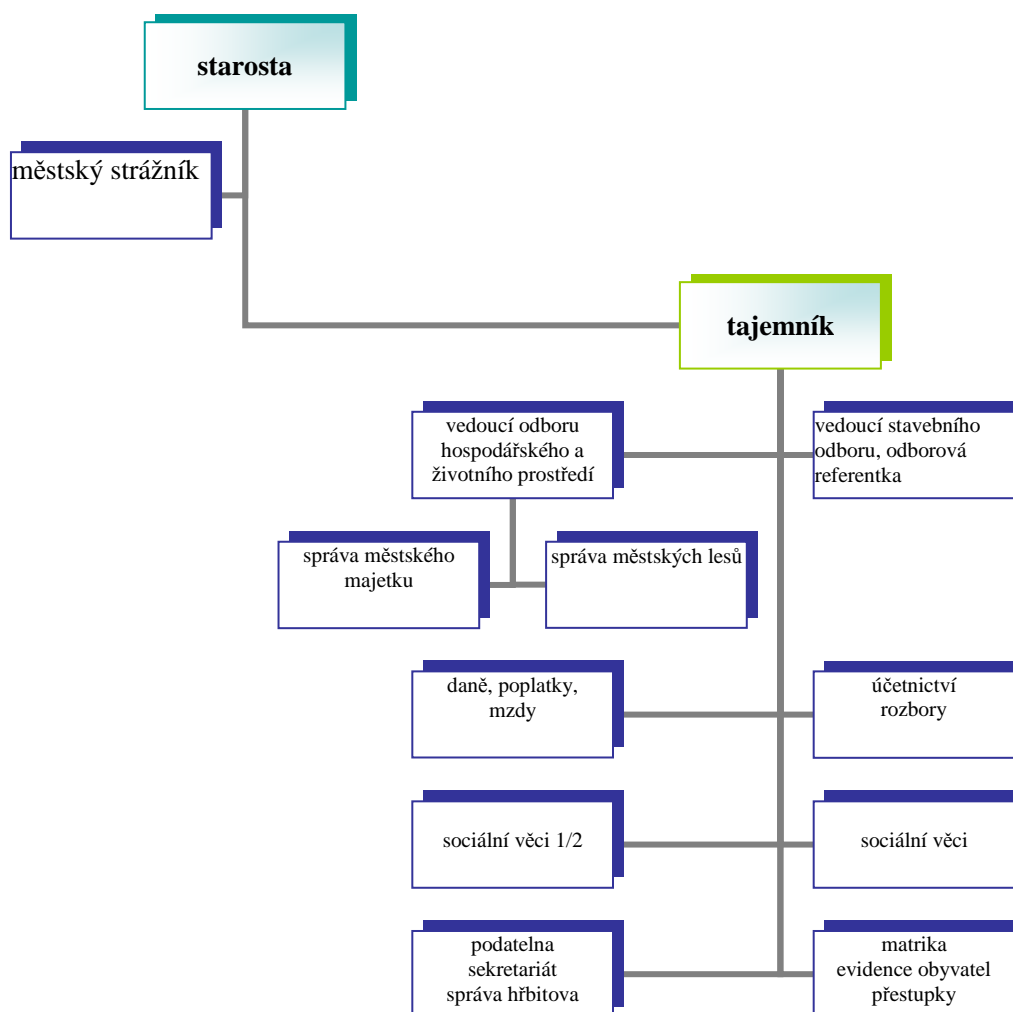 starosta
městský strážník
tajemník
vedoucí odboru
hospodářského a
životního prostředí
vedoucí stavebního
odboru, odborová
referentka
správa městského
majetku
správa městských lesů
daně, poplatky,
mzdy
účetnictví
rozbory
sociální věci 1/2
sociální věci
podatelna
sekretariát
správa hřbitova
matrika
evidence obyvatel
přestupky